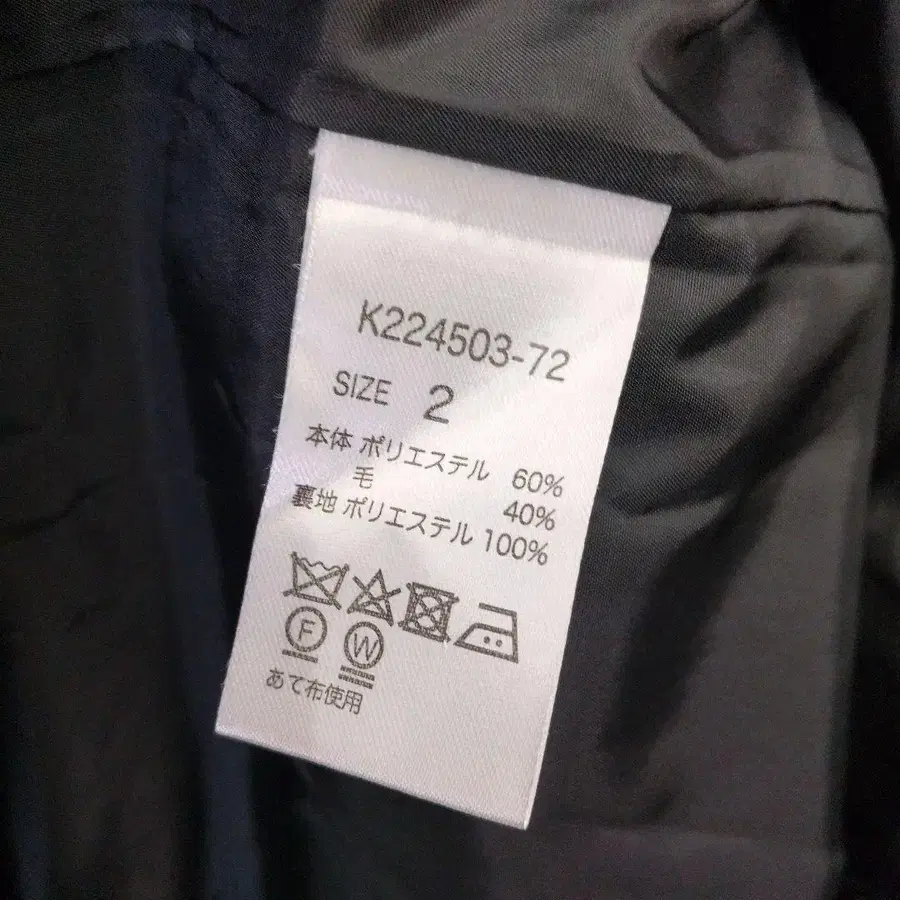 K224503-72
SIZE 2
本体 ポリエステル 60%
毛 40%
裏地 ポリエステル 100%
F W
あて布使用